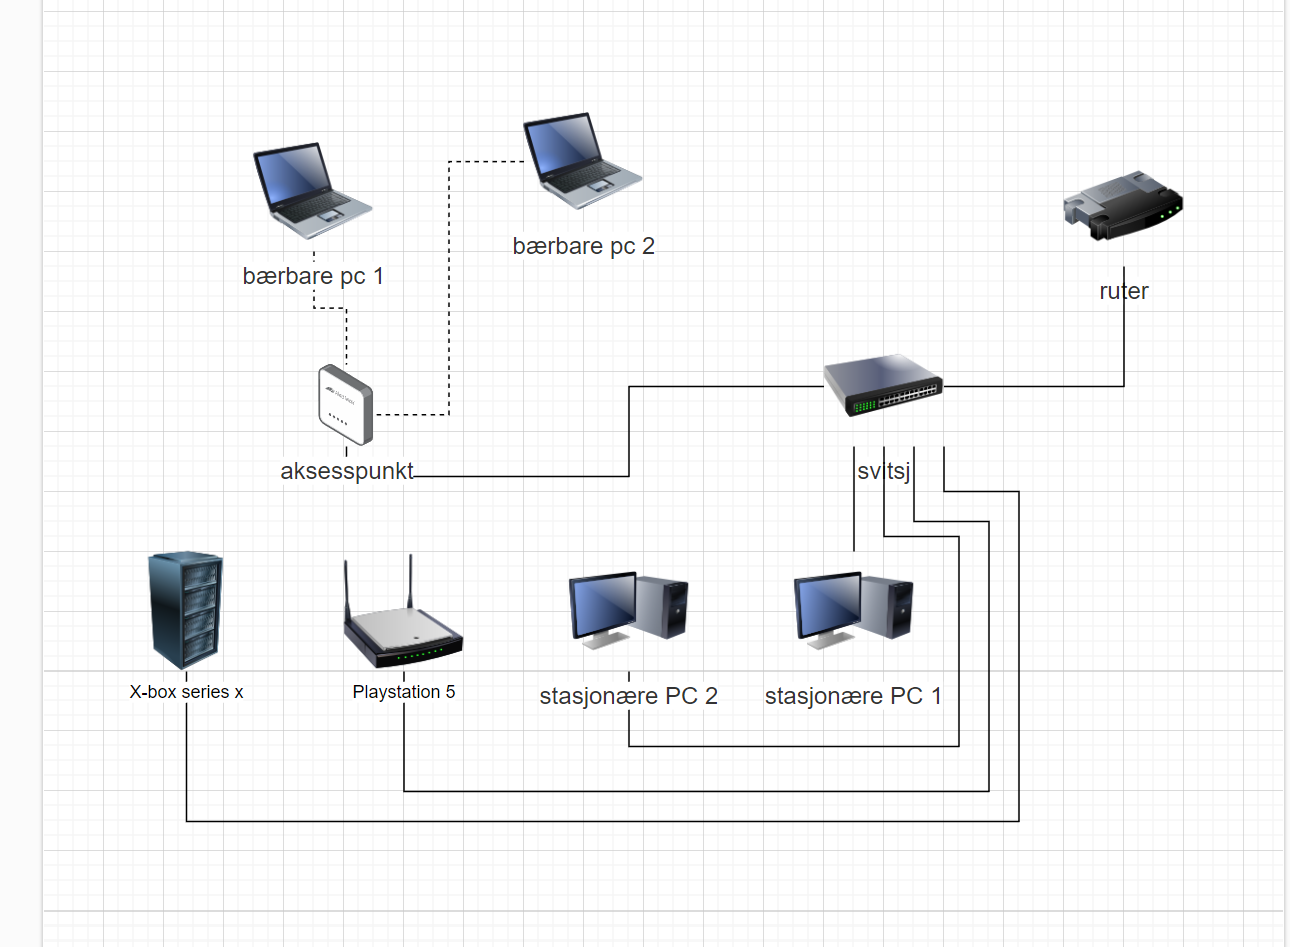 bærbare pc 2
bærbare pc 1
ruter
aksesspunkt
svitsj
X-box series x
Playstation 5
stasjonære PC 2
stasjonære PC 1